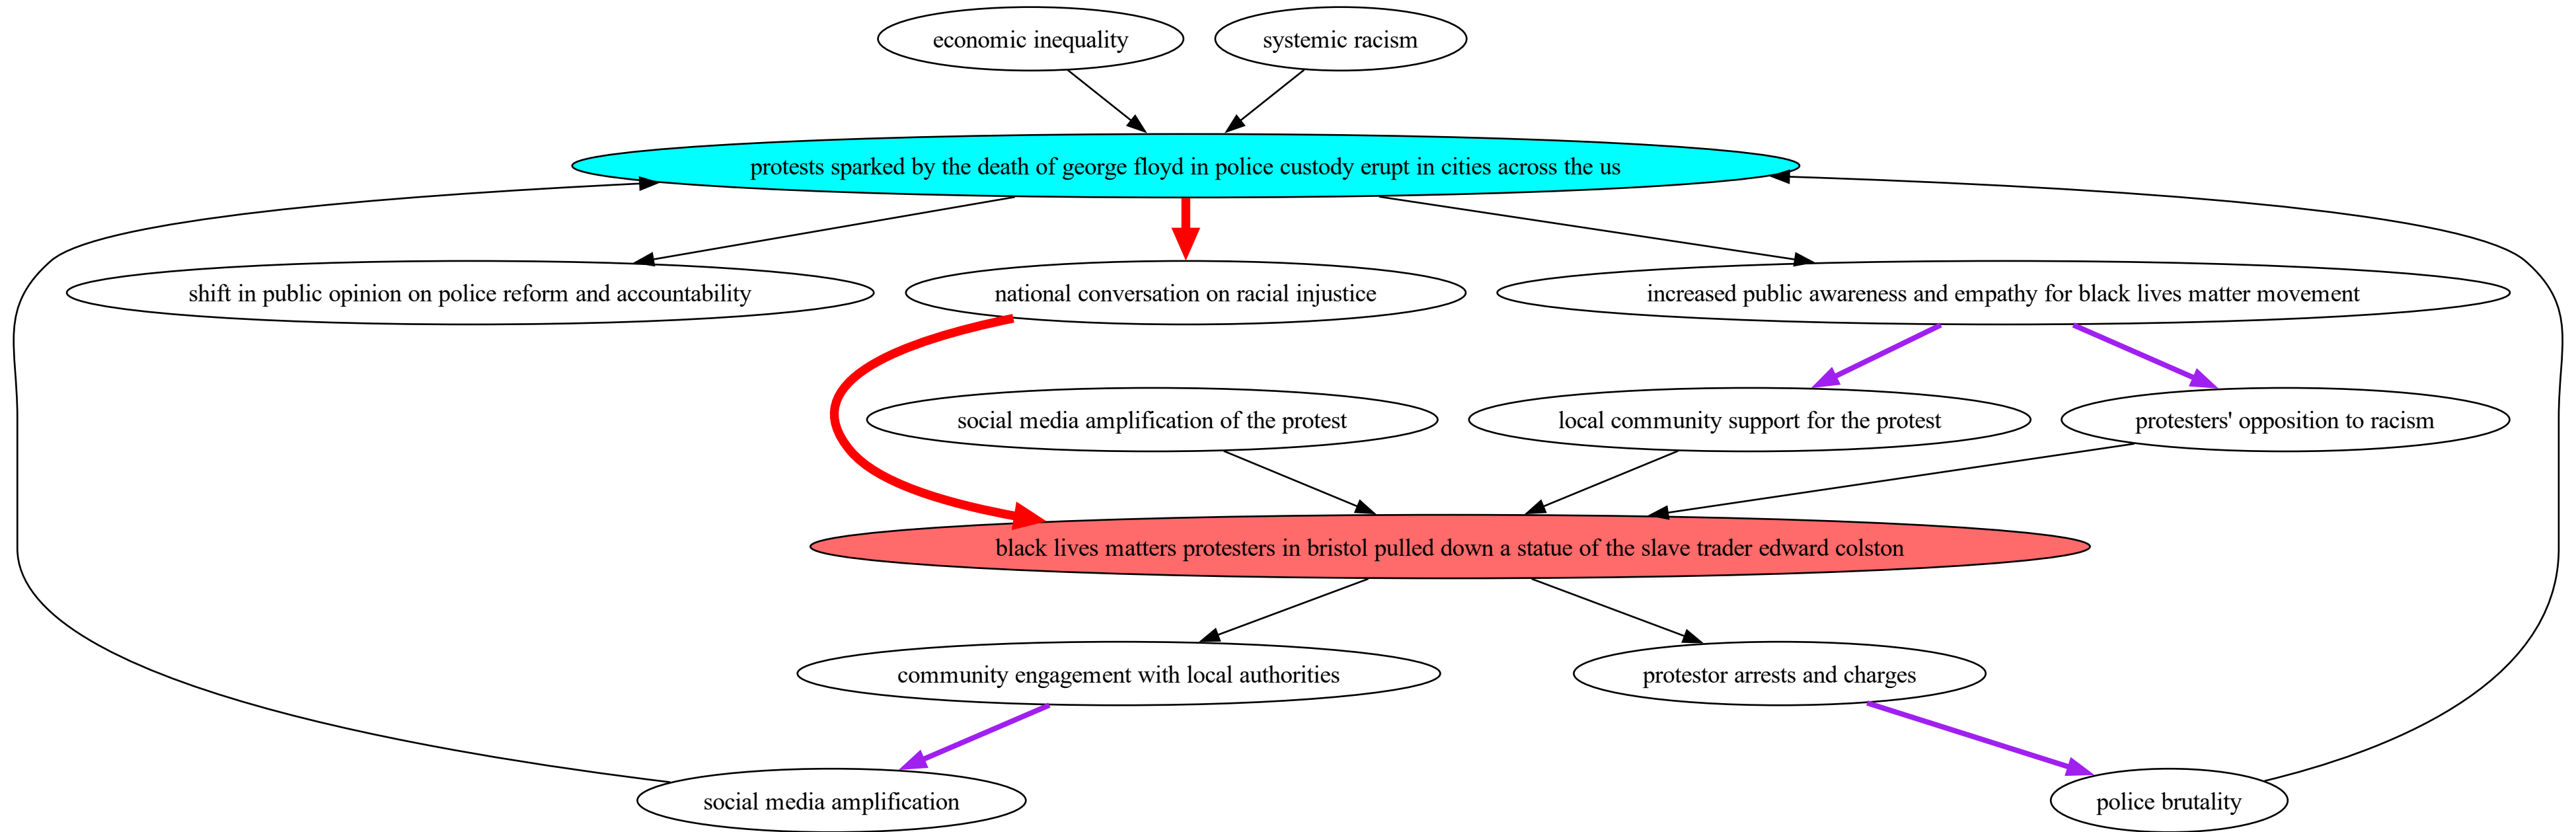 economic inequality
systemic racism
protests sparked by the death of george floyd in police custody erupt in cities across the us
shift in public opinion on police reform and accountability
national conversation on racial injustice
increased public awareness and empathy for black lives matter movement
social media amplification of the protest
local community support for the protest
protesters' opposition to racism
black lives matters protesters in bristol pulled down a statue of the slave trader edward colston
community engagement with local authorities
protestor arrests and charges
social media amplification
police brutality